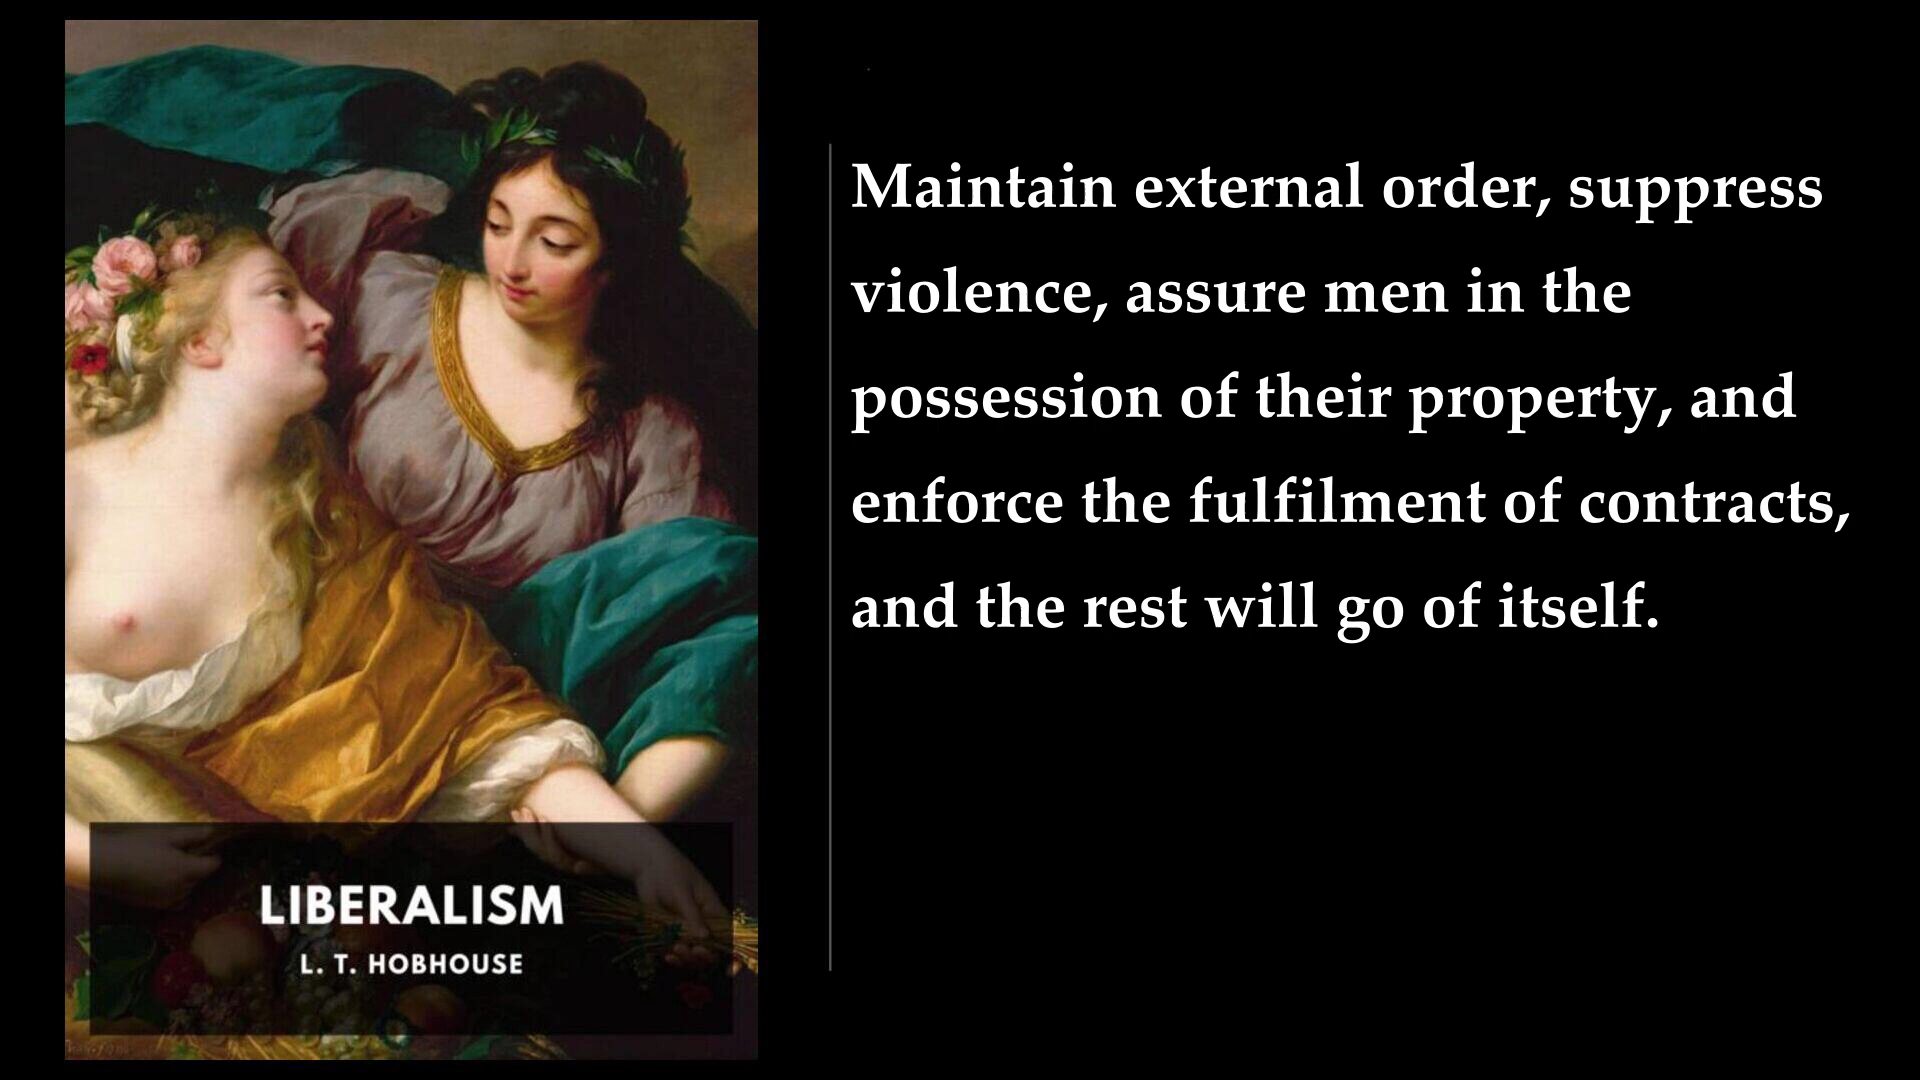 Maintain external order, suppress
violence, assure men in the
possession of their property, and
enforce the fulfilment of contracts,
and the rest will go of itself.
LIBERALISM
L. T. HOBHOUSE